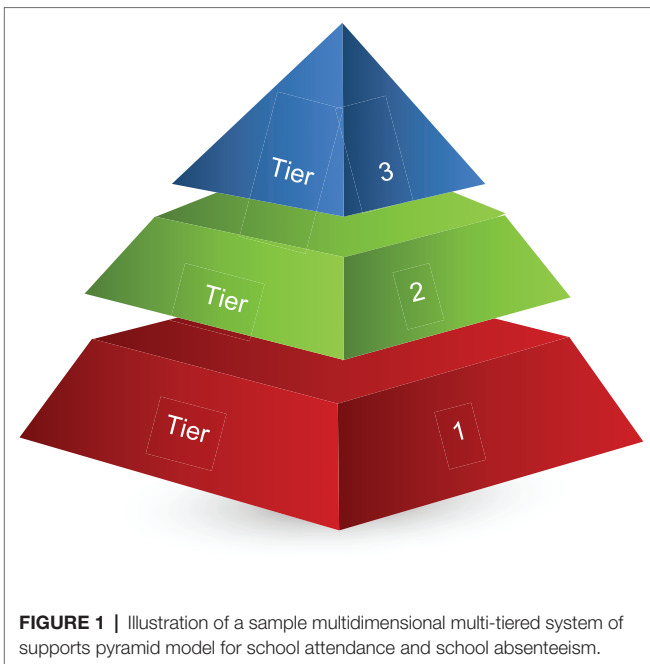 Tier 3
Tier 2
Tier 1
FIGURE 1 | Illustration of a sample multidimensional multi-tiered system of
supports pyramid model for school attendance and school absenteeism.